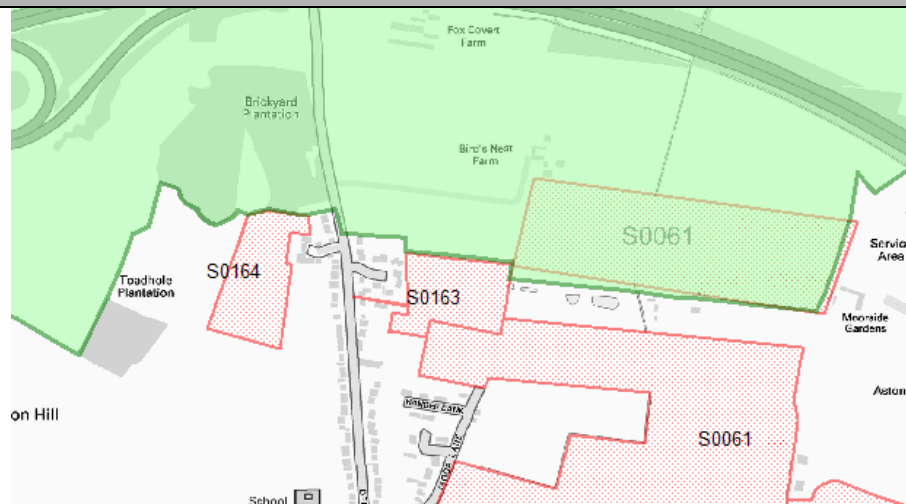 Fox Covert
Farm
Brickyard
Plantation
Bird's Nest
Farm
S0061
Service
Area
S0164
Toadhole
Plantation
S0163
Moorside
Gardens
Aston
on Hill
S0061
School